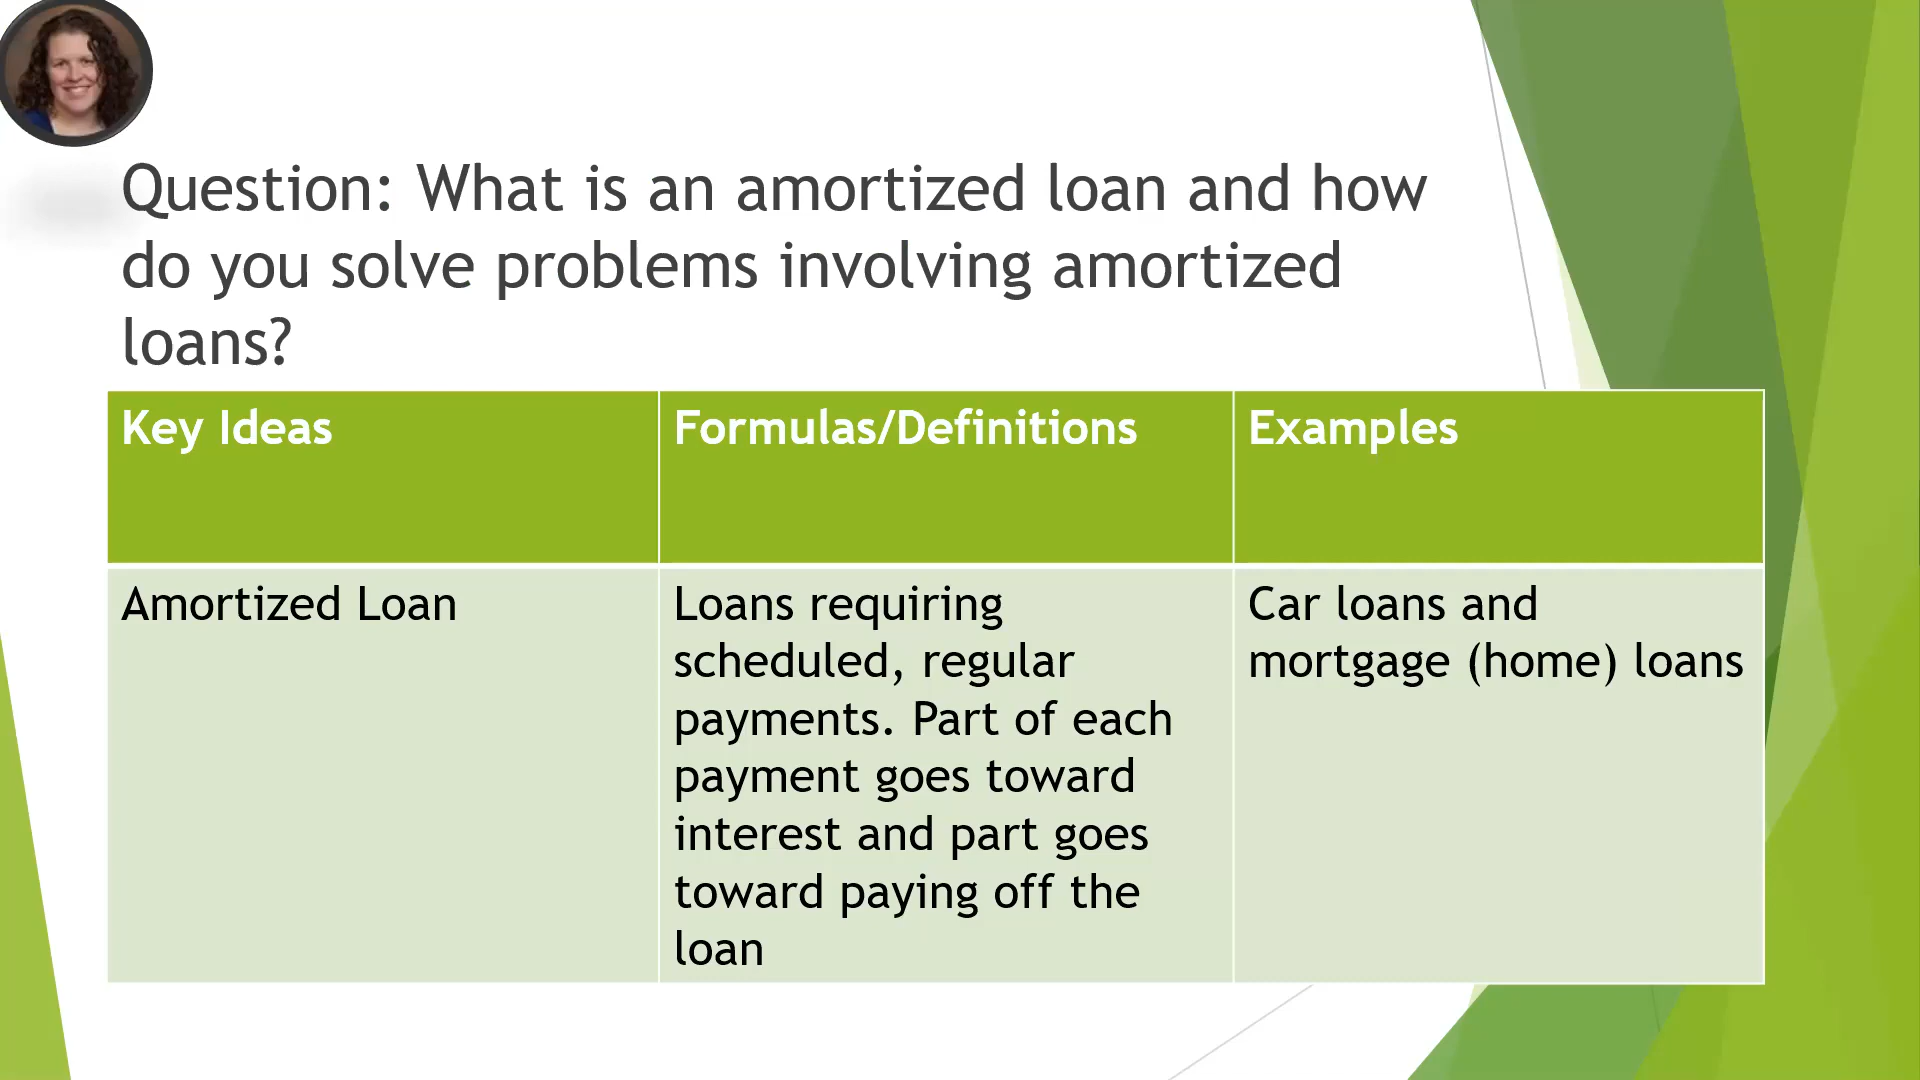 Question: What is an amortized loan and how
do you solve problems involving amortized
loans?
Key Ideas
Formulas/Definitions
Examples
Amortized Loan
Loans requiring
scheduled, regular
payments. Part of each
payment goes toward
interest and part goes
toward paying off the
loan
Car loans and
mortgage (home) loans